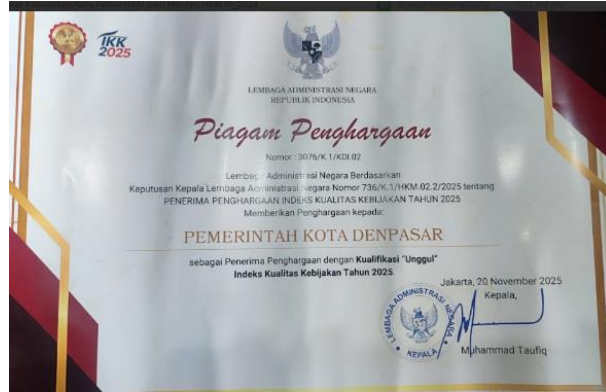 IKK
2025
LEMBAGA ADMINISTRASI NEGARA
REPUBLIK INDONESIA
Piagam Penghargaan
Nomor : 3076/K.1/KDI.02
Lembaga Administrasi Negara Berdasarkan
Keputusan Kepala Lembaga Administrasi Negara Nomor 736/K.1/HKM.02.2/2025 tentang
PENERIMA PENGHARGAAN INDEKS KUALITAS KEBIJAKAN TAHUN 2025
Memberikan Penghargaan kepada:
PEMERINTAH KOTA DENPASAR
sebagai Penerima Penghargaan dengan Kualifikasi "Unggul"
Indeks Kualitas Kebijakan Tahun 2025
Jakarta, 20 November 2025
Kepala,
LEMBAGA ADMINISTRASI NEGARA
KEPALA
Muhammad Taufiq